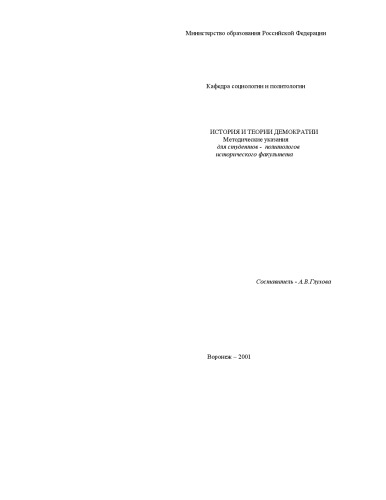 Министерство образования Российской Федерации
Кафедра социологии и политологии
ИСТОРИЯ И ТЕОРИИ ДЕМОКРАТИИ
Методические указания
для студентов – политологов
исторического факультета
Составитель - А.В.Глухова
Воронеж – 2001